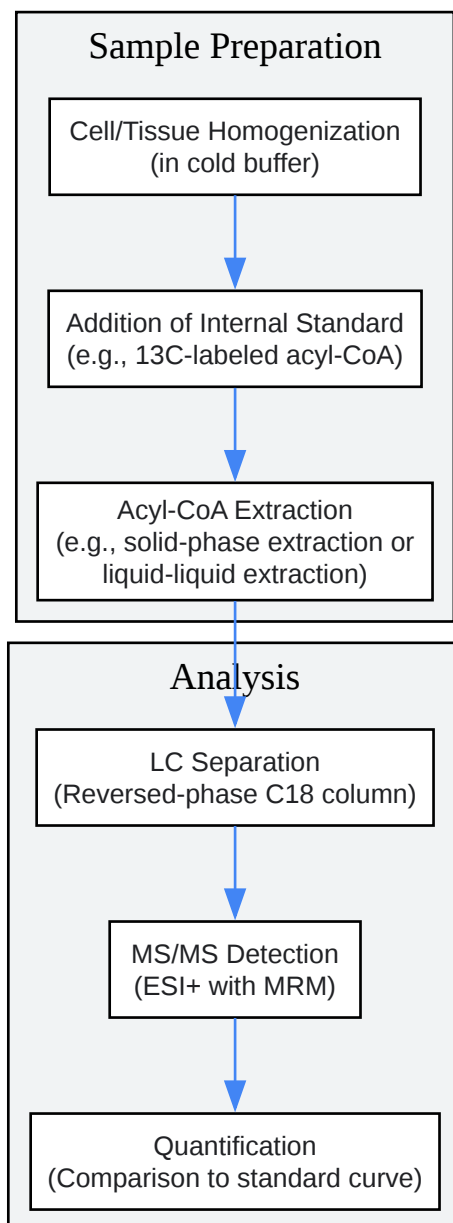 Sample Preparation
Cell/Tissue Homogenization
(in cold buffer)
Addition of Internal Standard
(e.g., 13C-labeled acyl-CoA)
Acyl-CoA Extraction
(e.g., solid-phase extraction or
liquid-liquid extraction)
Analysis
LC Separation
(Reversed-phase C18 column)
MS/MS Detection
(ESI+ with MRM)
Quantification
(Comparison to standard curve)